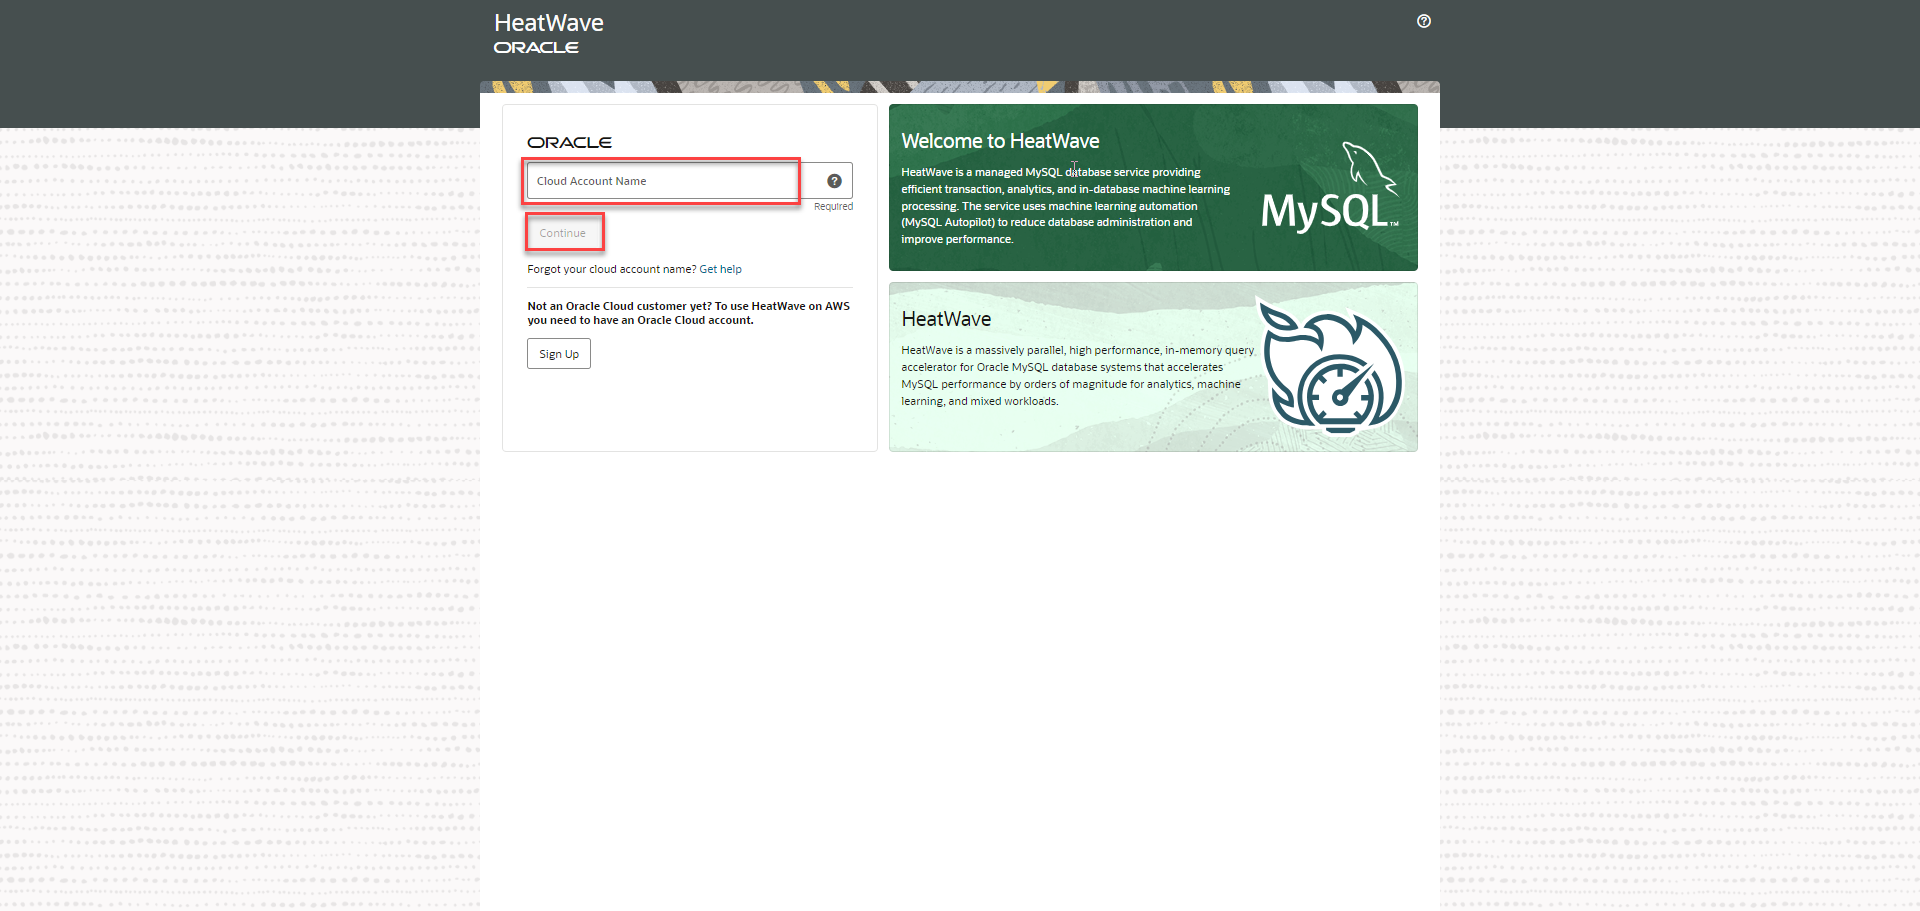 HeatWave
ORACLE
ORACLE
Cloud Account Name
Required
Continue
Forgot your cloud account name? Get help
Not an Oracle Cloud customer yet? To use HeatWave on AWS
you need to have an Oracle Cloud account.
Sign Up
Welcome to HeatWave
HeatWave is a managed MySQL database service providing
efficient transaction, analytics, and in-database machine learning
processing. The service uses machine learning automation
(MySQL Autopilot) to reduce database administration and
improve performance.
MySQL™
HeatWave
HeatWave is a massively parallel, high performance, in-memory query
accelerator for Oracle MySQL database systems that accelerates
MySQL performance by orders of magnitude for analytics, machine
learning, and mixed workloads.